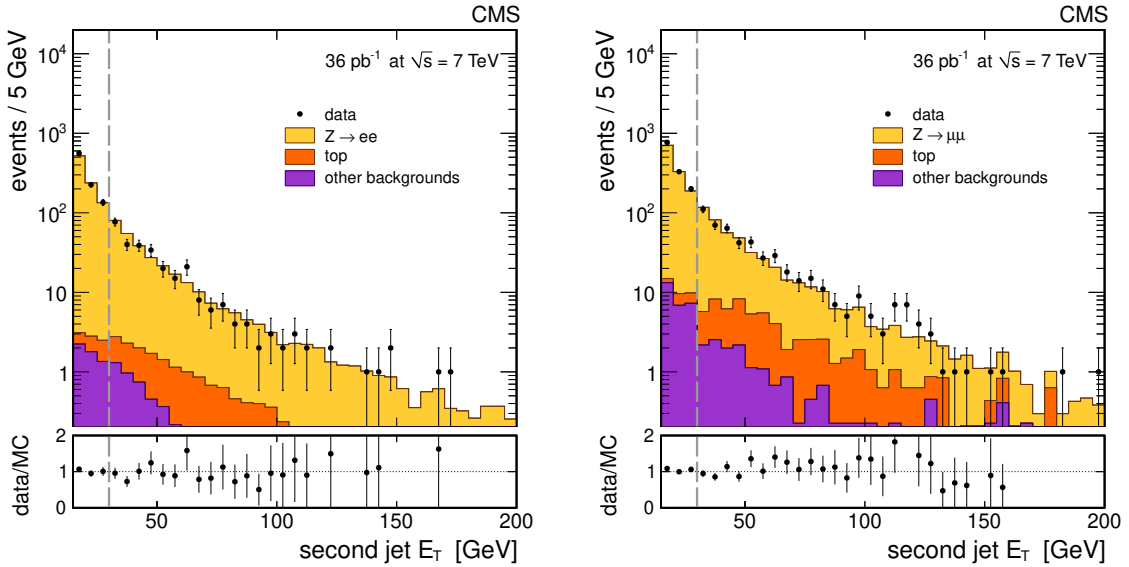 CMS
events / 5 GeV
10⁴
10³
10²
10
1
36 pb⁻¹ at √s = 7 TeV
data
Z → ee
top
other backgrounds
data/MC
2
1
0
50 100 150 200
second jet E_T [GeV]
CMS
events / 5 GeV
10⁴
10³
10²
10
1
36 pb⁻¹ at √s = 7 TeV
data
Z → μμ
top
other backgrounds
data/MC
2
1
0
50 100 150 200
second jet E_T [GeV]